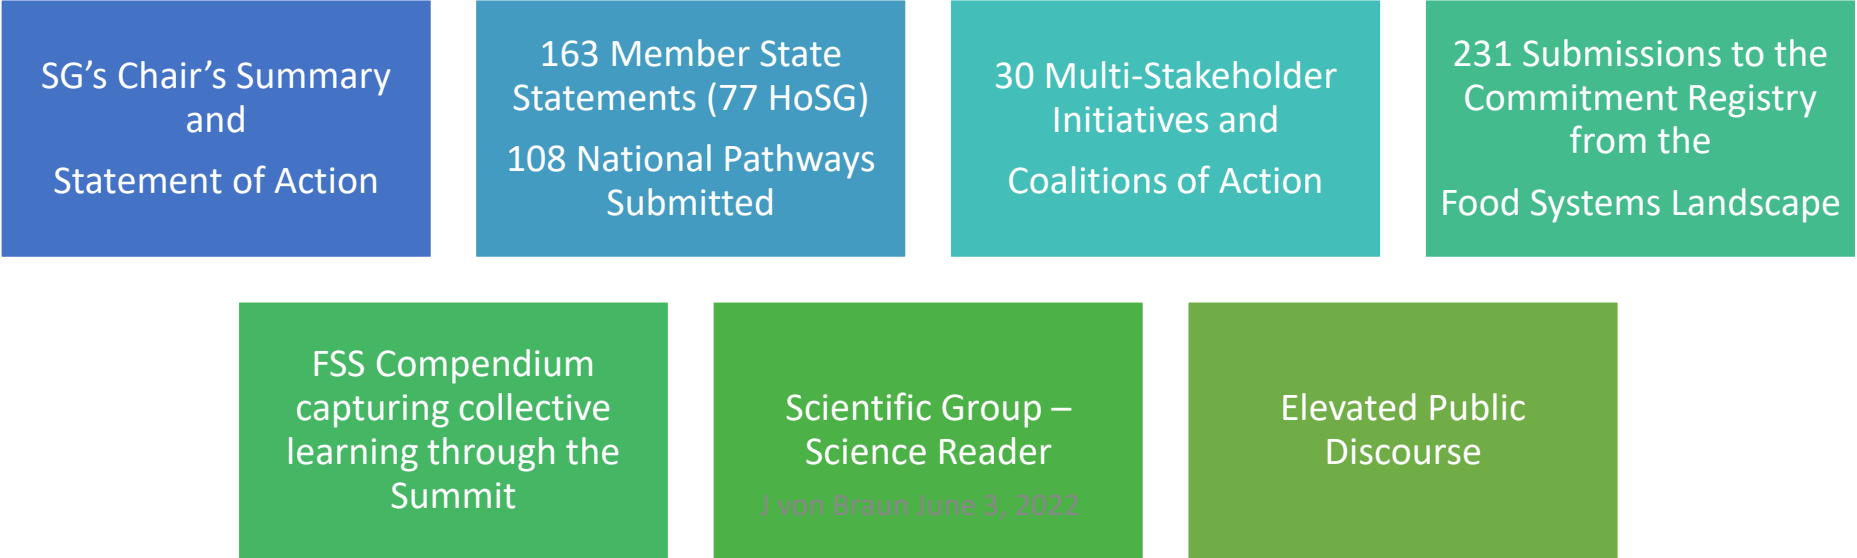 SG’s Chair’s Summary
and
Statement of Action
163 Member State
Statements (77 HoSG)
108 National Pathways
Submitted
30 Multi-Stakeholder
Initiatives and
Coalitions of Action
231 Submissions to the
Commitment Registry
from the
Food Systems Landscape
FSS Compendium
capturing collective
learning through the
Summit
Scientific Group –
Science Reader
J von Braun June 3, 2022
Elevated Public
Discourse